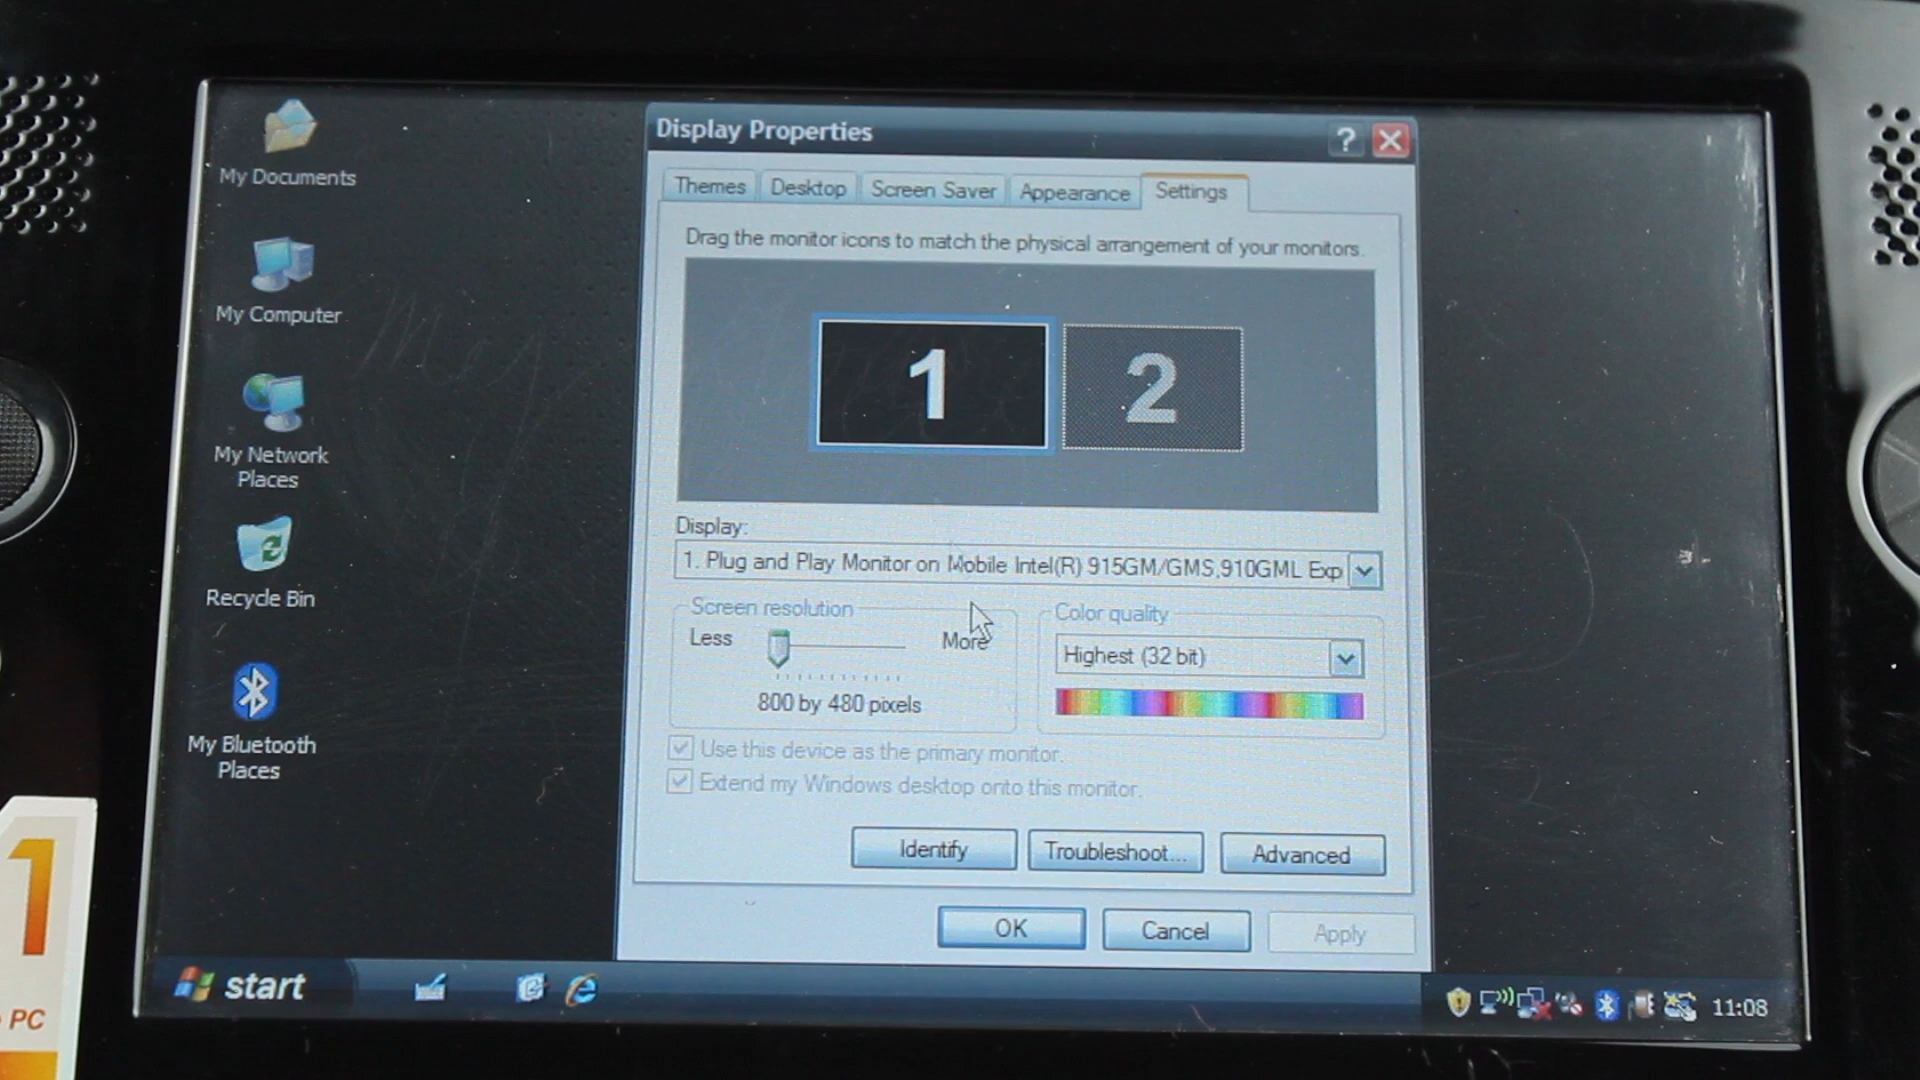 My Documents
My Computer
My Network
Places
Recycle Bin
My Bluetooth
Places
Display Properties
?
Themes
Desktop
Screen Saver
Appearance
Settings
Drag the monitor icons to match the physical arrangement of your monitors.
1
2
Display:
1. Plug and Play Monitor on Mobile Intel(R) 915GM/GMS,910GML Exp
Screen resolution
Less
More
800 by 480 pixels
Color quality
Highest (32 bit)
Use this device as the primary monitor.
Extend my Windows desktop onto this monitor.
Identify
Troubleshoot...
Advanced
OK
Cancel
Apply
start
11:08
1
PC